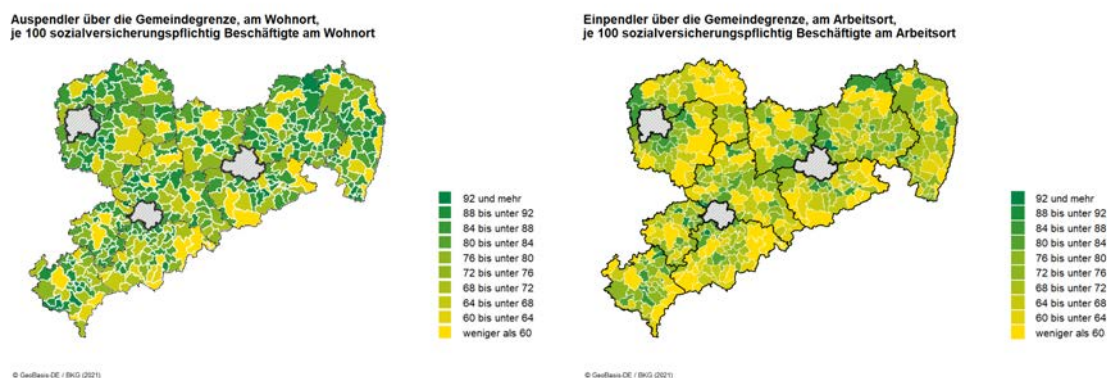 Auspendler über die Gemeindegrenze, am Wohnort,
je 100 sozialversicherungspflichtig Beschäftigte am Wohnort
92 und mehr
88 bis unter 92
84 bis unter 88
80 bis unter 84
76 bis unter 80
72 bis unter 76
68 bis unter 72
64 bis unter 68
60 bis unter 64
weniger als 60
© GeoBasis-DE / BKG (2021)
Einpendler über die Gemeindegrenze, am Arbeitsort,
je 100 sozialversicherungspflichtig Beschäftigte am Arbeitsort
92 und mehr
88 bis unter 92
84 bis unter 88
80 bis unter 84
76 bis unter 80
72 bis unter 76
68 bis unter 72
64 bis unter 68
60 bis unter 64
weniger als 60
© GeoBasis-DE / BKG (2021)